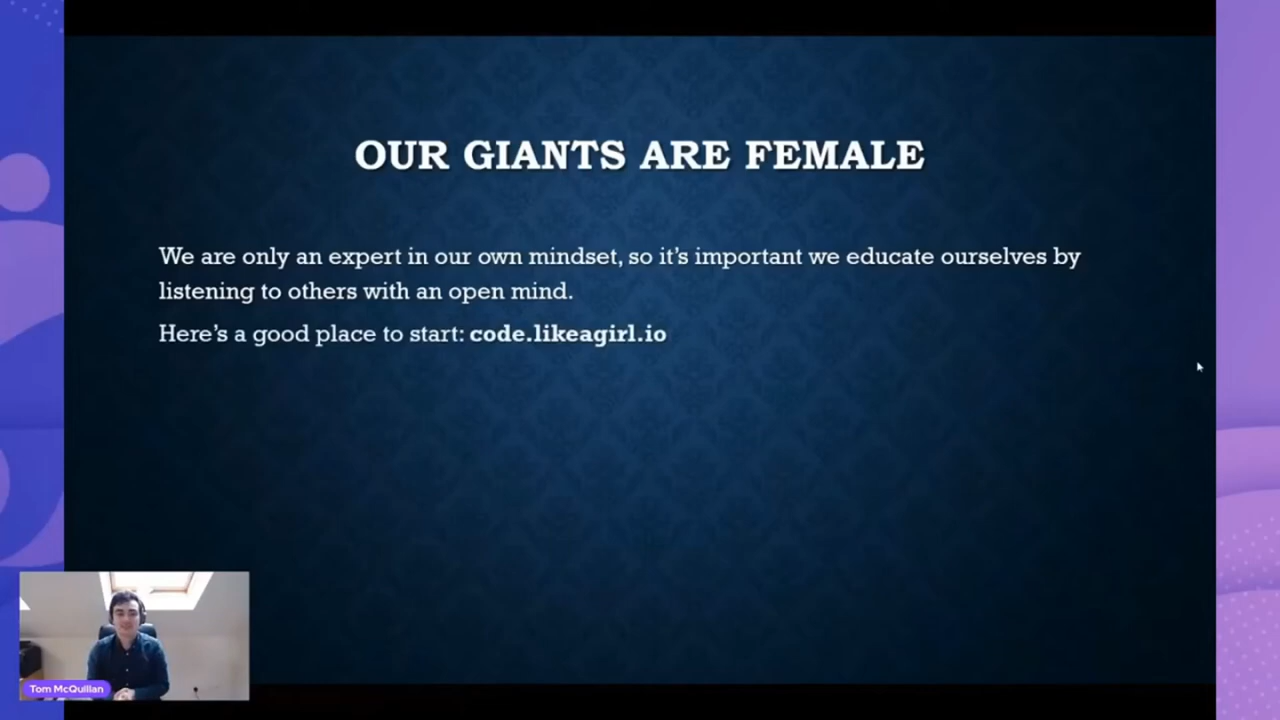 OUR GIANTS ARE FEMALE
We are only an expert in our own mindset, so it's important we educate ourselves by
listening to others with an open mind.
Here's a good place to start: code.likeagirl.io
Tom McQuillan